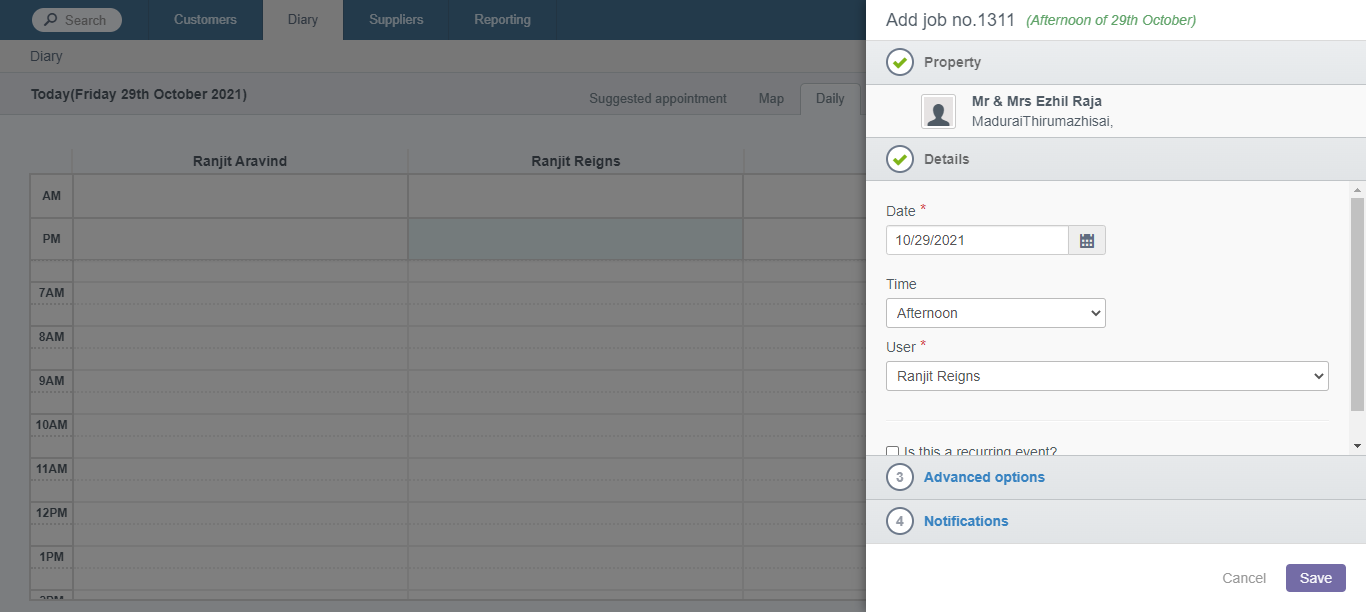 Search
Customers
Diary
Suppliers
Reporting
Diary
Today(Friday 29th October 2021)
Suggested appointment
Map
Daily
Ranjit Aravind
Ranjit Reigns
AM
PM
7AM
8AM
9AM
10AM
11AM
12PM
1PM
2PM
Add job no.1311 (Afternoon of 29th October)
Property
Mr & Mrs Ezhil Raja
MaduraiThirumazhisai,
Details
Date *
10/29/2021
Time
Afternoon
User *
Ranjit Reigns
Is this a recurring event?
3 Advanced options
4 Notifications
Cancel
Save